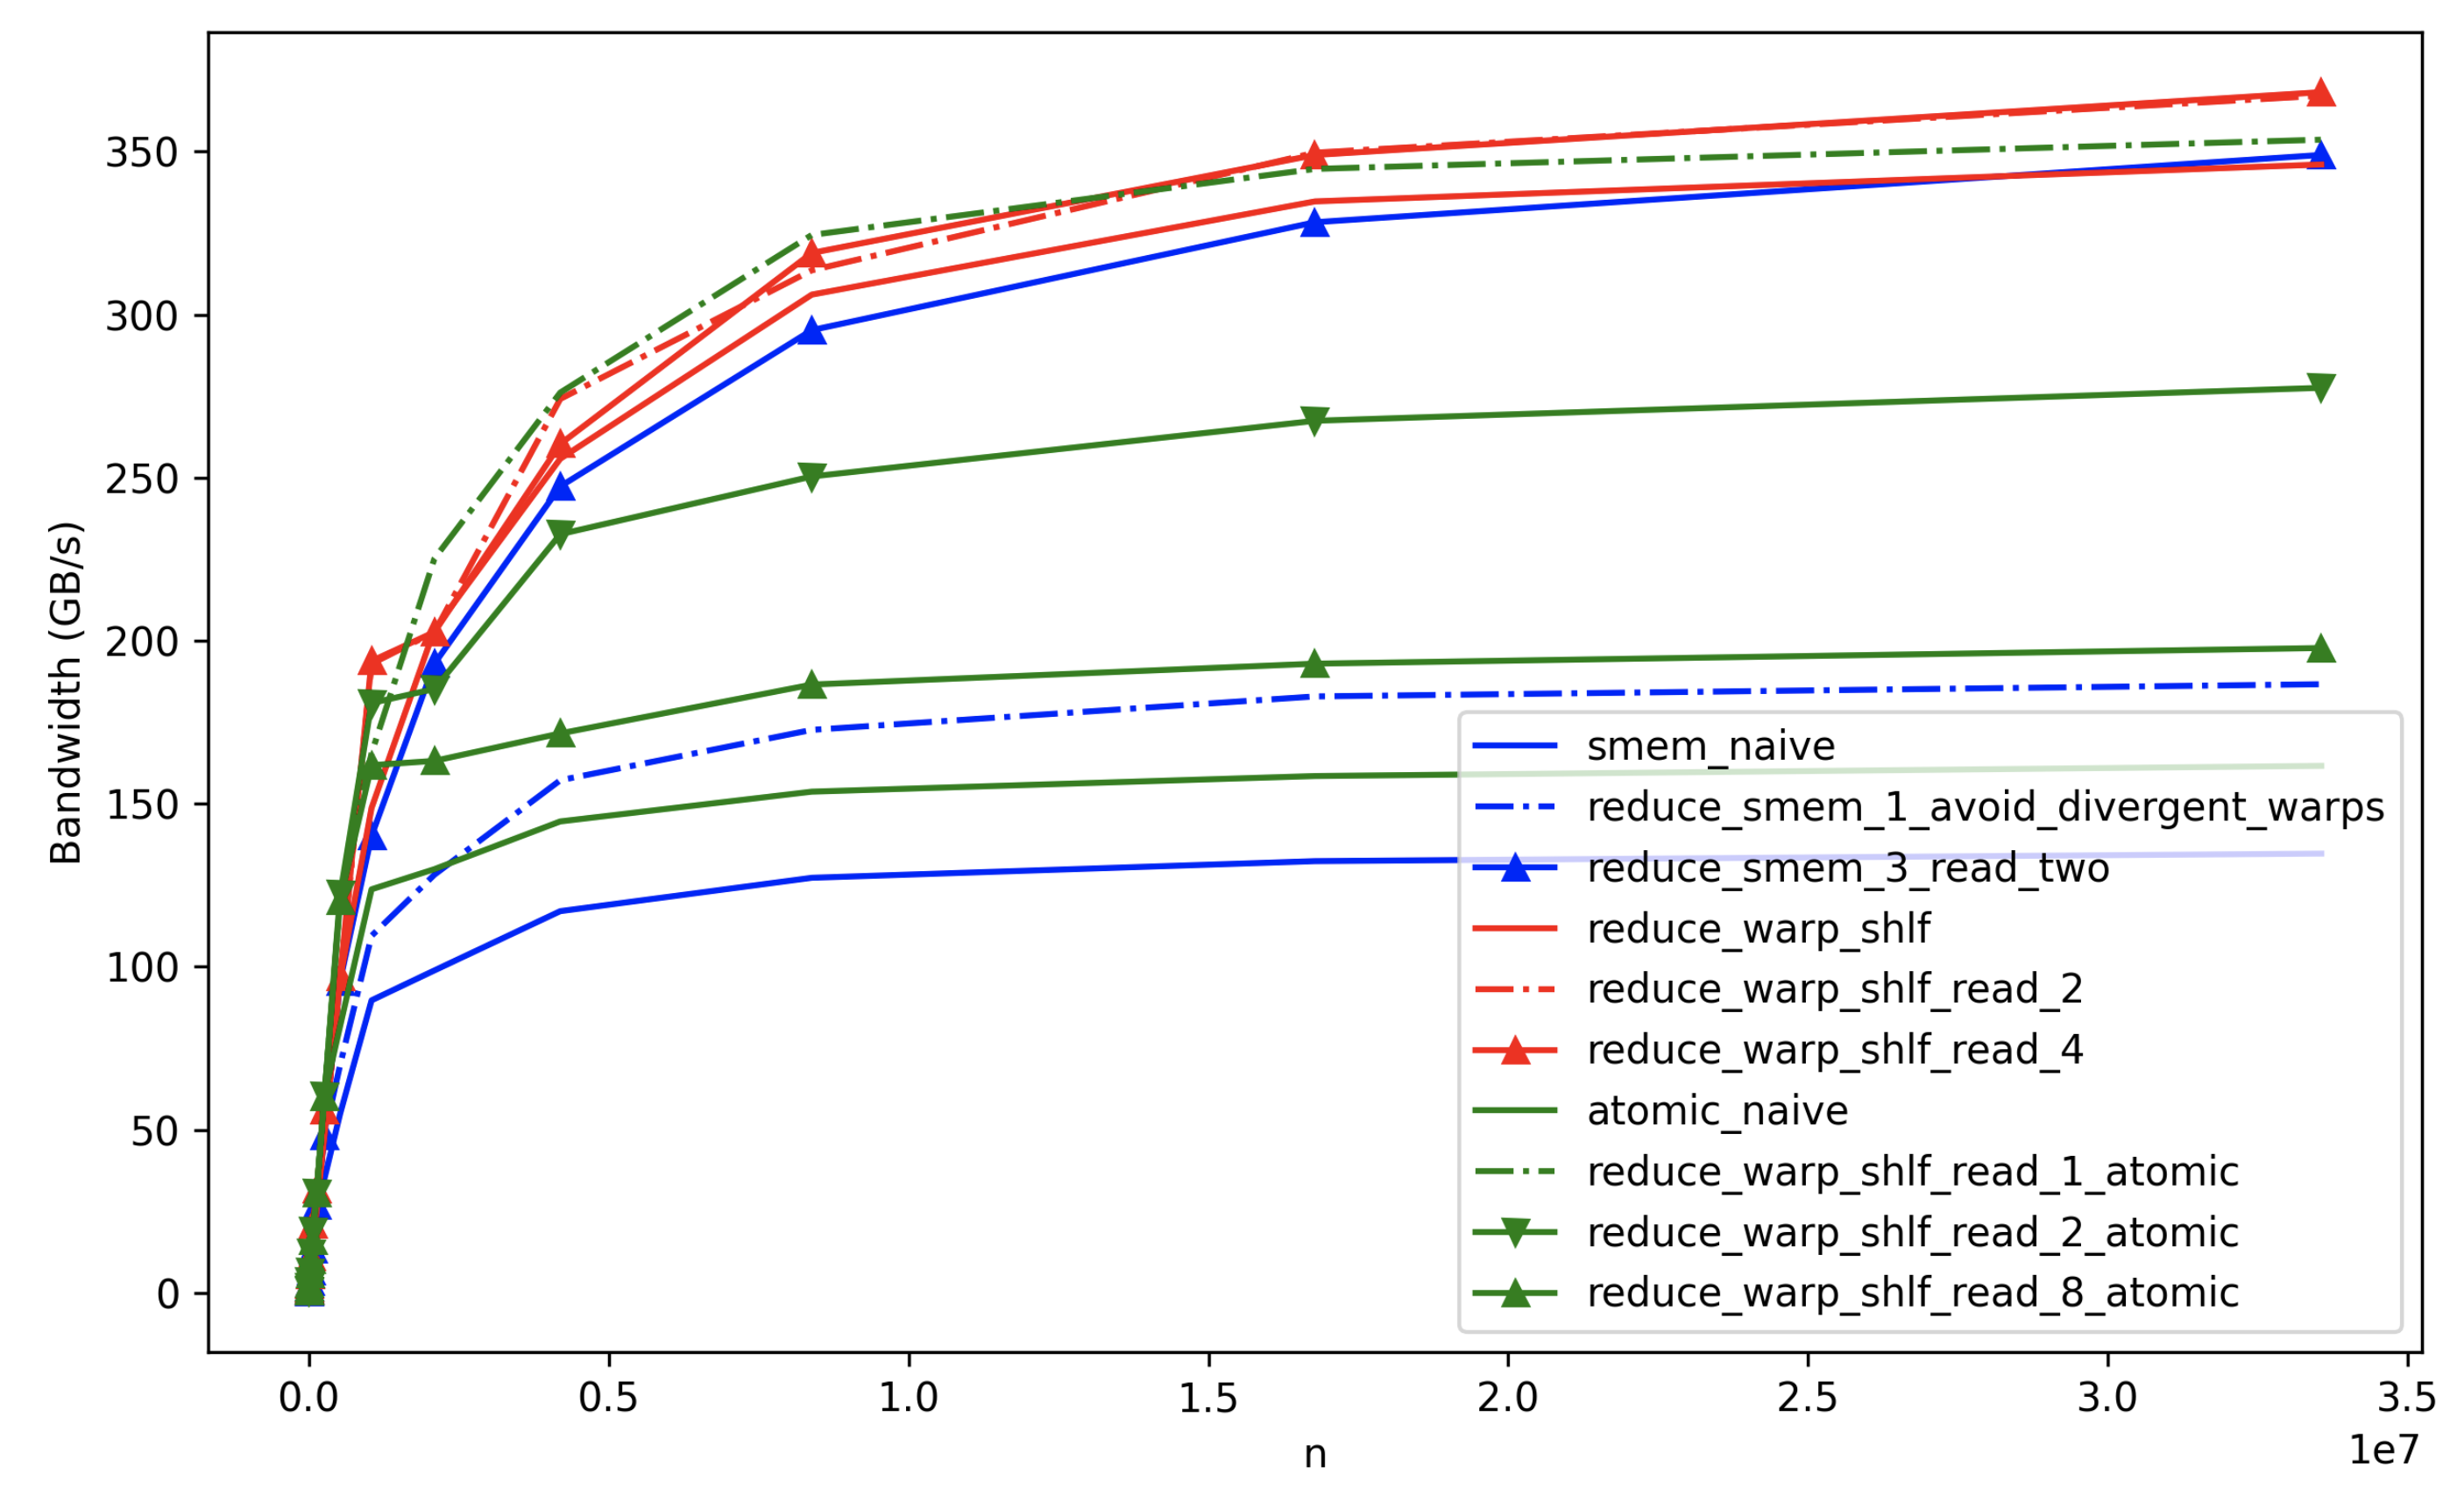 350
300
250
200
150
100
50
0
Bandwidth (GB/s)
smem_naive
reduce_smem_1_avoid_divergent_warps
reduce_smem_3_read_two
reduce_warp_shlf
reduce_warp_shlf_read_2
reduce_warp_shlf_read_4
atomic_naive
reduce_warp_shlf_read_1_atomic
reduce_warp_shlf_read_2_atomic
reduce_warp_shlf_read_8_atomic
0.0 0.5 1.0 1.5 2.0 2.5 3.0 3.5
1e7
n